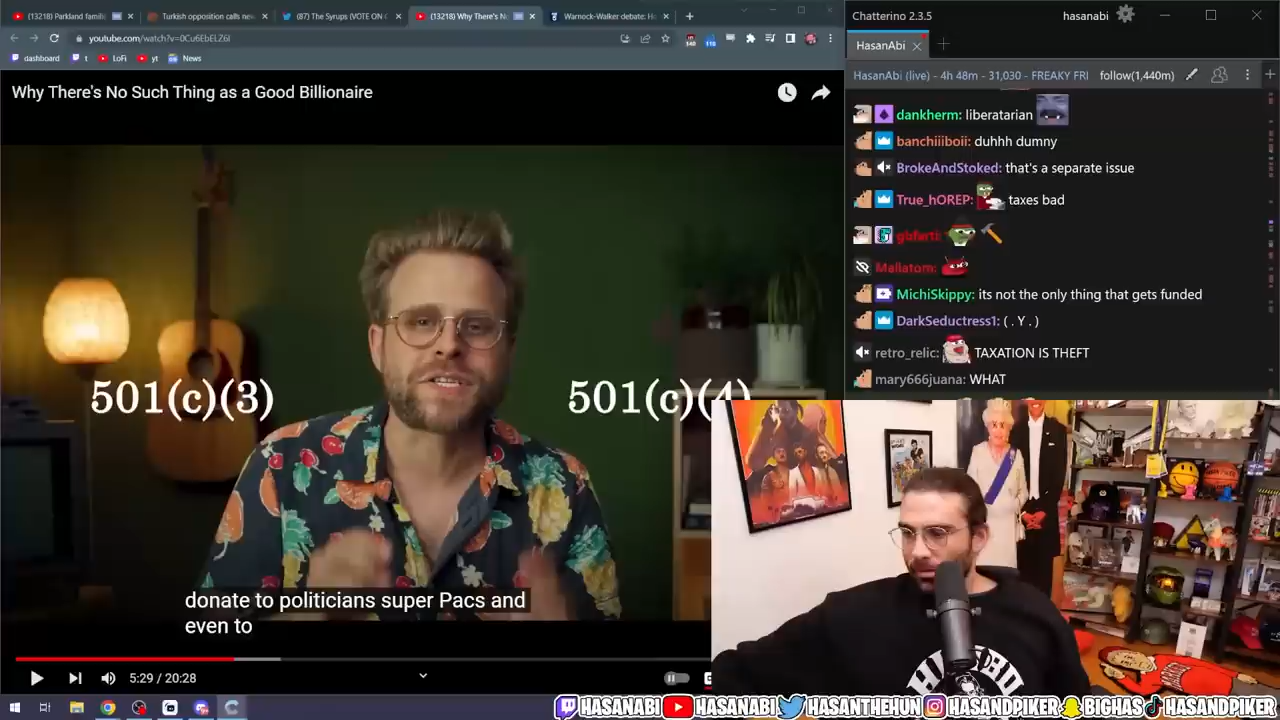 (13218) Parkland famili
Turkish opposition calls ne
(87) The Syrups (VOTE ON
(13218) Why There's N
Warnock-Walker debate: H
youtube.com/watch?v=0Cu6EbELZ6I
dashboard
t
LoFi
yt
News
Why There's No Such Thing as a Good Billionaire
501(c)(3)
501(c)(4)
donate to politicians super Pacs and
even to
5:29 / 20:28
Chatterino 2.3.5
hasanabi
HasanAbi
HasanAbi (live) - 4h 48m - 31,030 - FREAKY FRI
follow(1,440m)
dankherm: liberatarian
banchiiiboii: duhhh dumny
BrokeAndStoked: that's a separate issue
True_hOREP: taxes bad
gbfarti:
Mallatom:
MichiSkippy: its not the only thing that gets funded
DarkSeductress1: ( . Y . )
retro_relic: TAXATION IS THEFT
mary666juana: WHAT
HASANABI HASANABI HASANTHEHUN HASANDPIKER BIGHAS HASANDPIKER